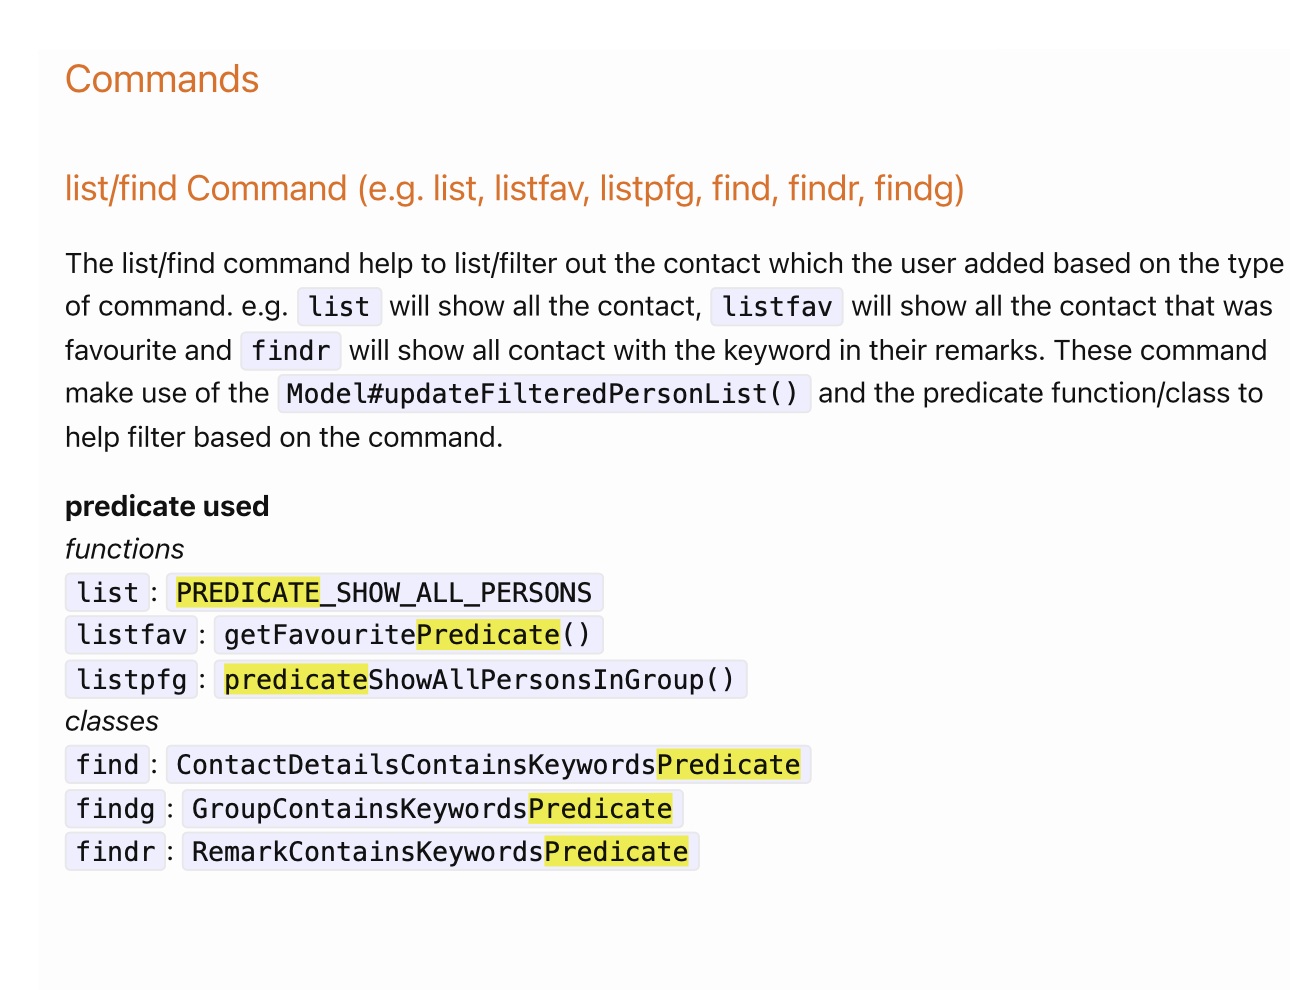 Commands
list/find Command (e.g. list, listfav, listpfg, find, findr, findg)
The list/find command help to list/filter out the contact which the user added based on the type
of command. e.g. list will show all the contact, listfav will show all the contact that was
favourite and findr will show all contact with the keyword in their remarks. These command
make use of the Model#updateFilteredPersonList() and the predicate function/class to
help filter based on the command.
predicate used
functions
list: PREDICATE_SHOW_ALL_PERSONS
listfav: getFavouritePredicate()
listpfg: predicateShowAllPersonsInGroup()
classes
find: ContactDetailsContainsKeywordsPredicate
findg: GroupContainsKeywordsPredicate
findr: RemarkContainsKeywordsPredicate